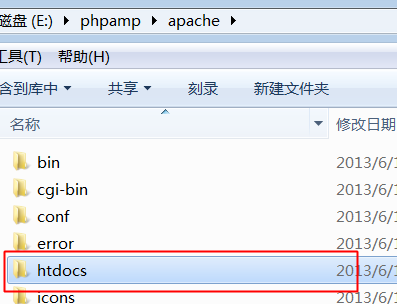 磁盘 (E:) ▸ phpamp ▸ apache ▸
工具(T) 帮助(H)
含到库中 共享 刻录 新建文件夹
名称 修改日期
bin 2013/6/1
cgi-bin 2013/6/1
conf 2013/6/1
error 2013/6/1
htdocs 2013/6/1
icons 2013/6/1